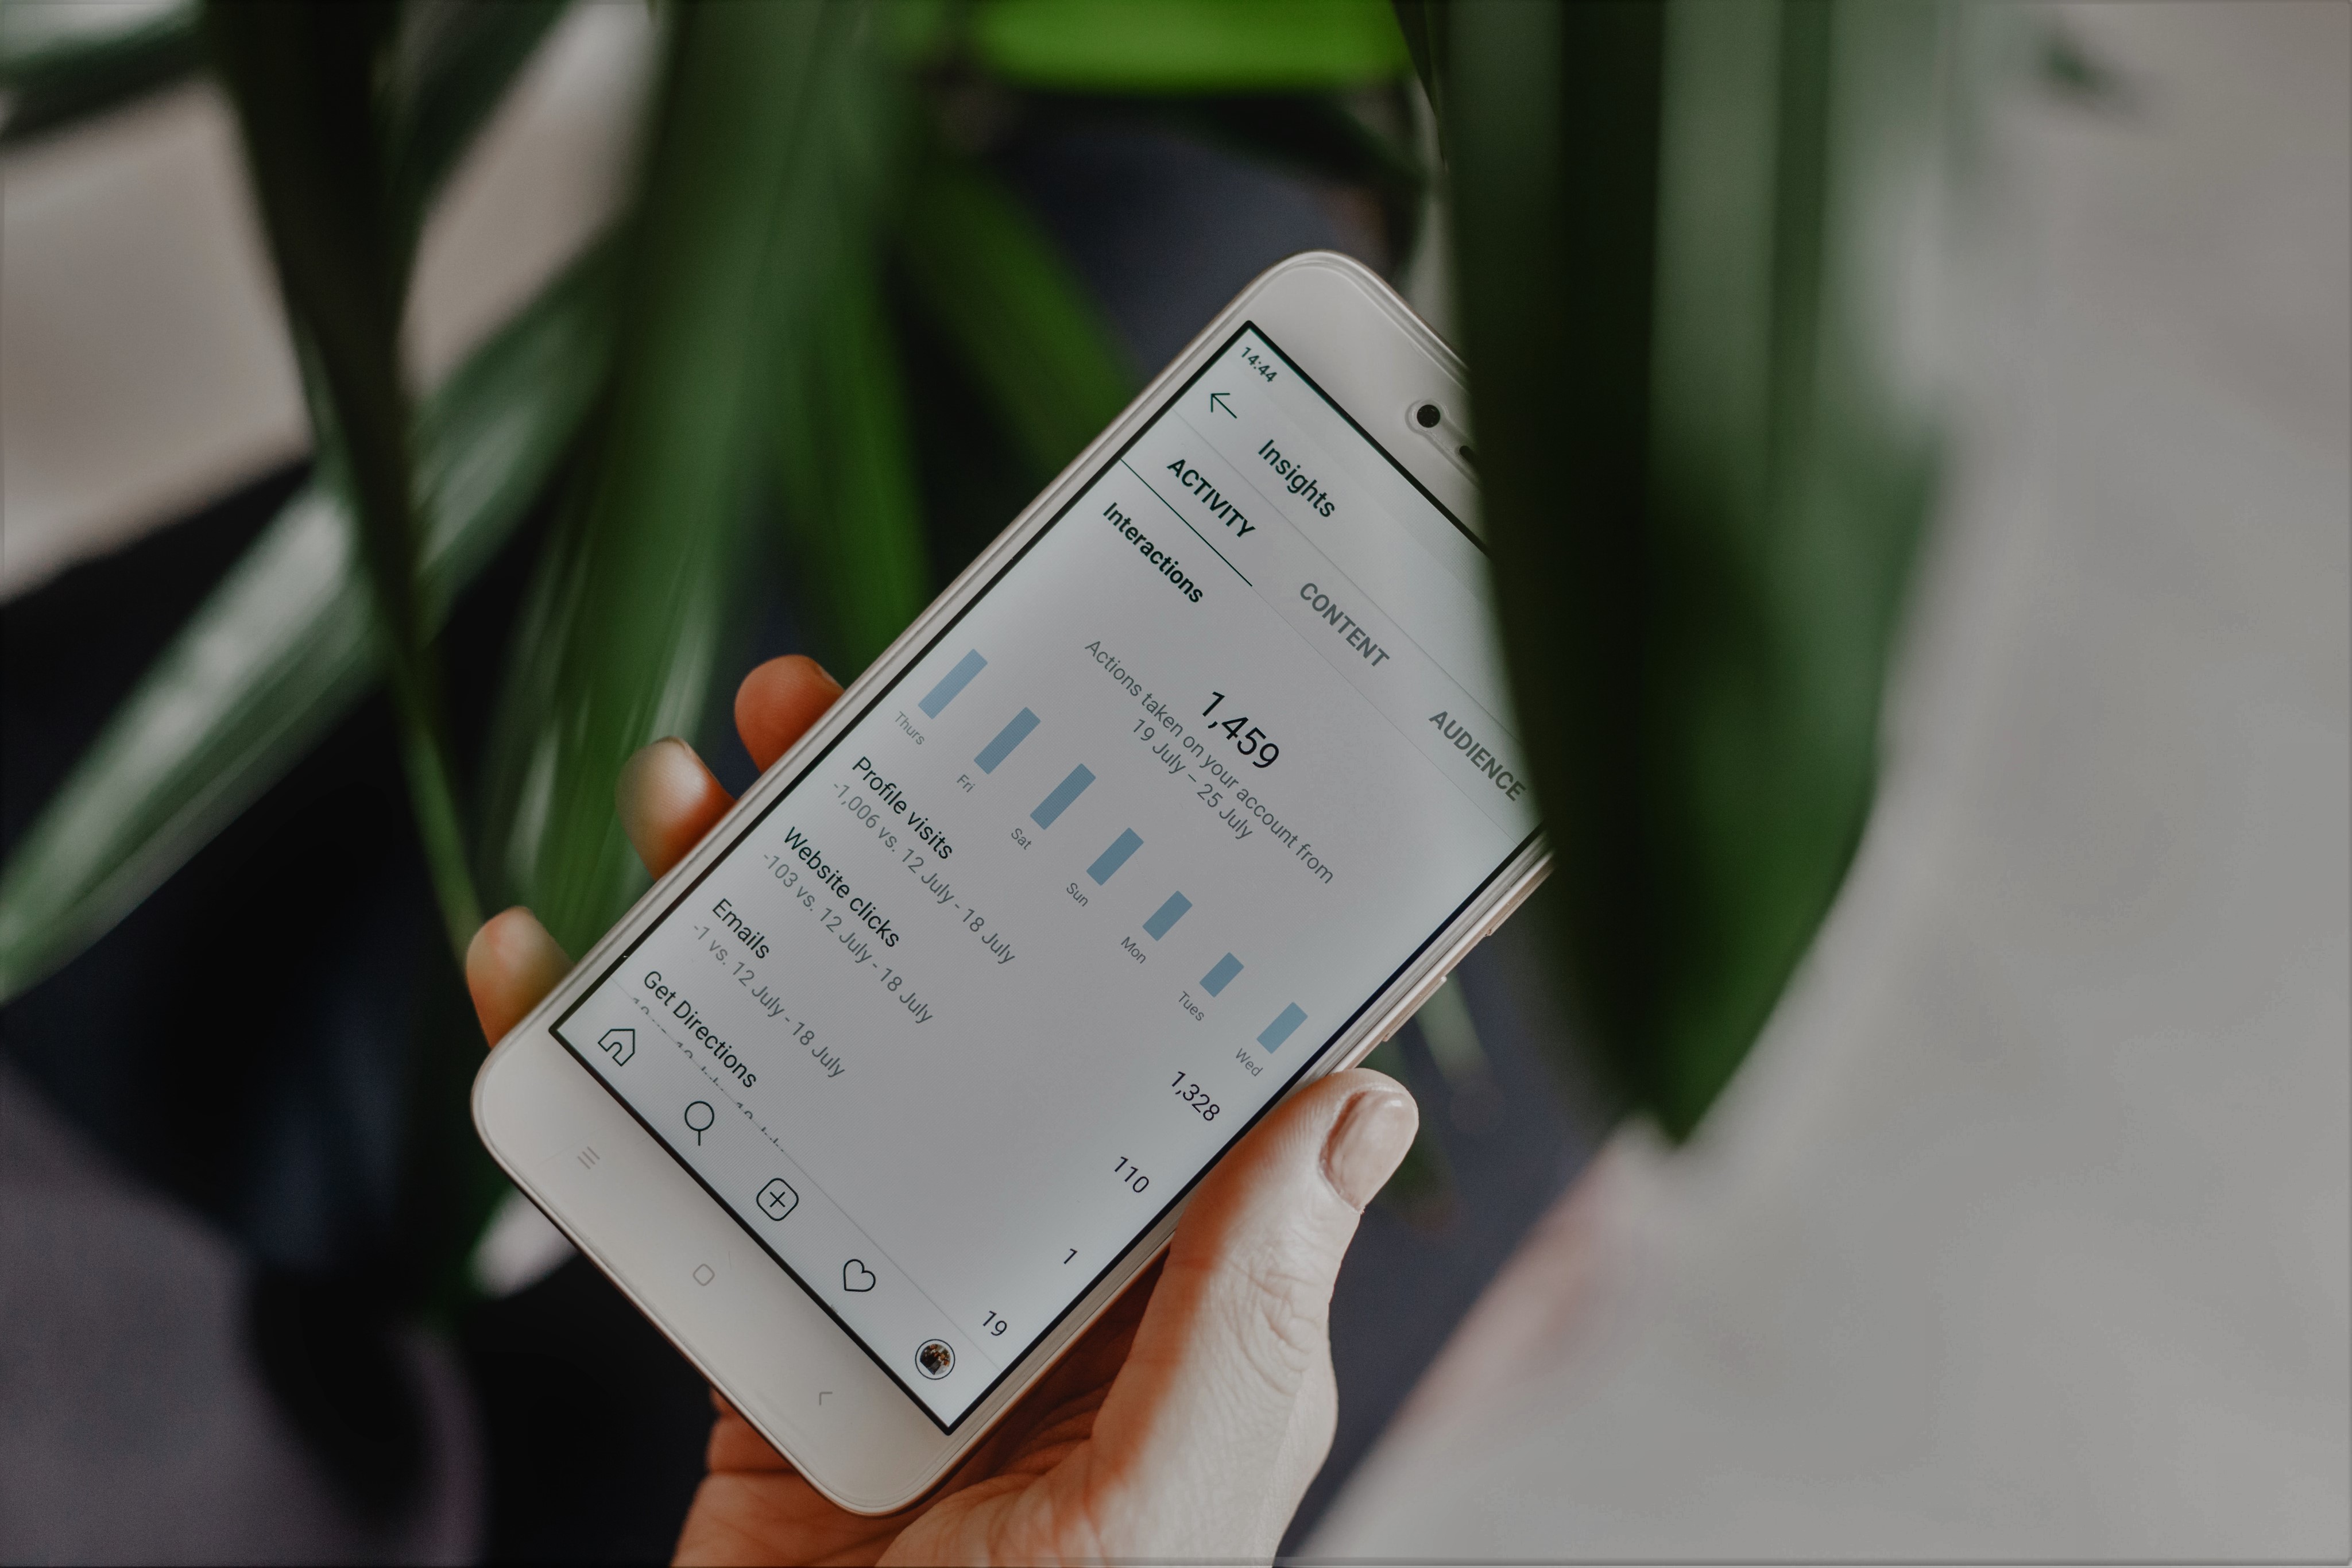 14:44
Insights
ACTIVITY
CONTENT
AUDIENCE
Interactions
1,459
Actions taken on your account from
19 July – 25 July
Thurs
Fri
Sat
Sun
Mon
Tues
Wed
Profile visits
1,328
-1,006 vs. 12 July - 18 July
Website clicks
110
-103 vs. 12 July - 18 July
Emails
1
-1 vs. 12 July - 18 July
Get Directions
19